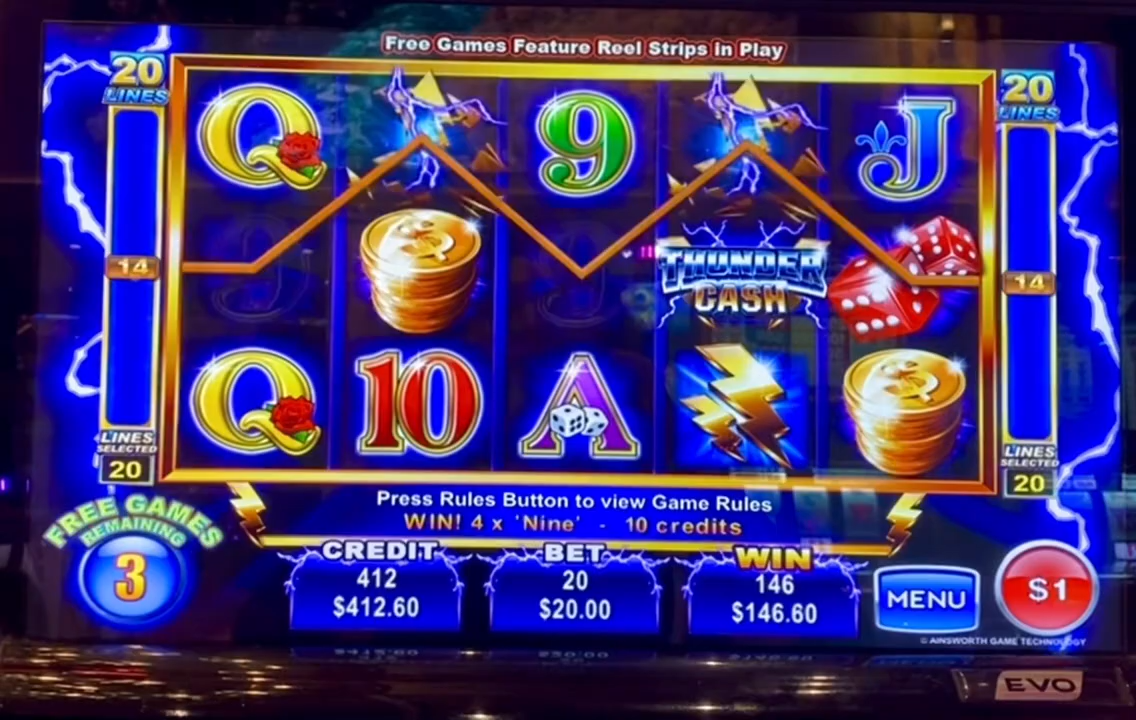 Free Games Feature Reel Strips in Play
20
LINES
20
LINES
Q
9
J
14
14
THUNDER
CASH
Q
10
A
LINES
SELECTED
20
LINES
SELECTED
20
Press Rules Button to view Game Rules
WIN! 4 x 'Nine' - 10 credits
FREE GAMES
REMAINING
3
CREDIT
412
$412.60
BET
20
$20.00
WIN
146
$146.60
MENU
$1
© AINSWORTH GAME TECHNOLOGY
EVO